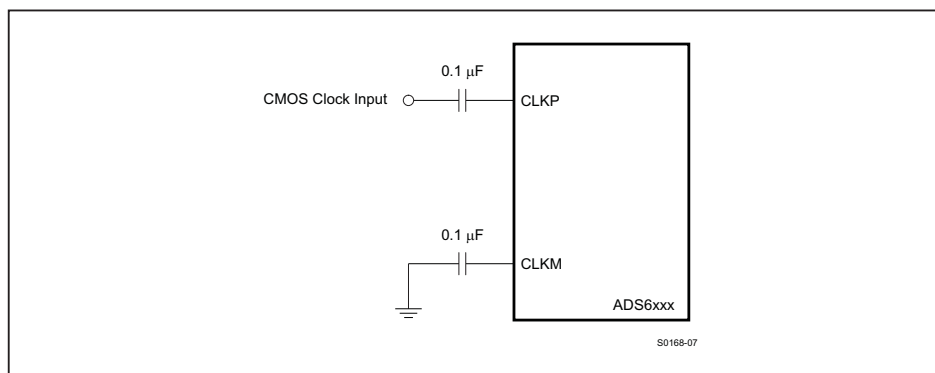 0.1 μF
CMOS Clock Input
CLKP
0.1 μF
CLKM
ADS6xxx
S0168-07